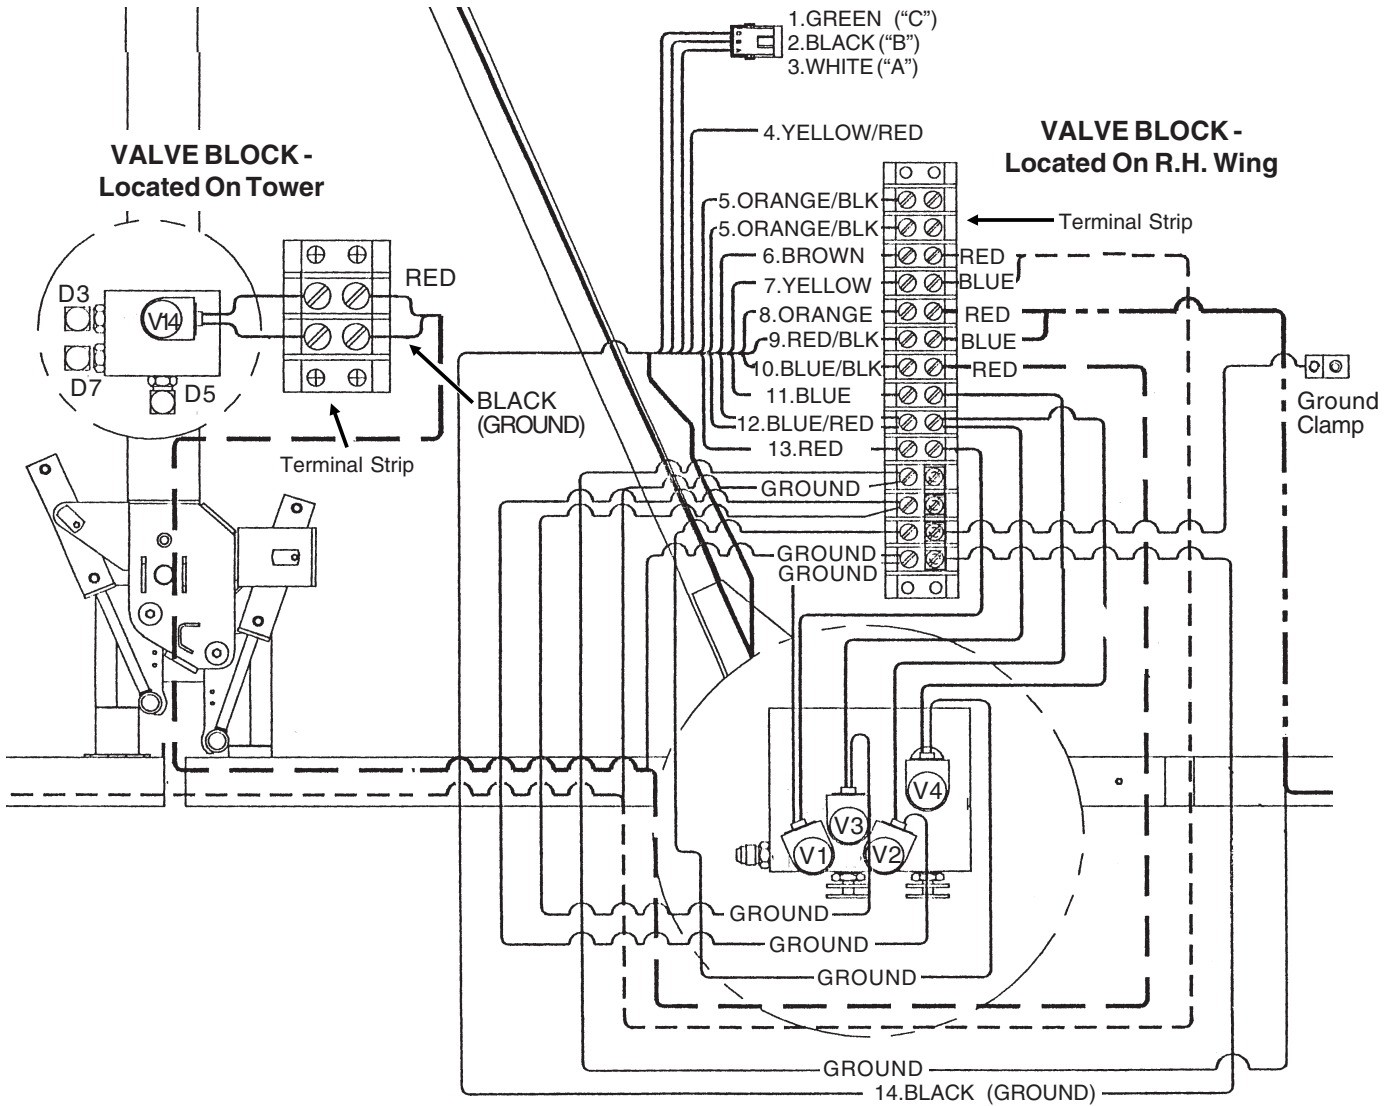 1.GREEN ("C")
2.BLACK ("B")
3.WHITE ("A")
4.YELLOW/RED
VALVE BLOCK -
Located On Tower
VALVE BLOCK -
Located On R.H. Wing
5.ORANGE/BLK
5.ORANGE/BLK
6.BROWN
7.YELLOW
8.ORANGE
9.RED/BLK
10.BLUE/BLK
11.BLUE
12.BLUE/RED
13.RED
GROUND
GROUND
GROUND
Terminal Strip
RED
BLUE
RED
BLUE
RED
Ground
Clamp
RED
D3
V14
D7
D5
BLACK
(GROUND)
Terminal Strip
V4
V3
V1
V2
GROUND
GROUND
GROUND
GROUND
14.BLACK (GROUND)